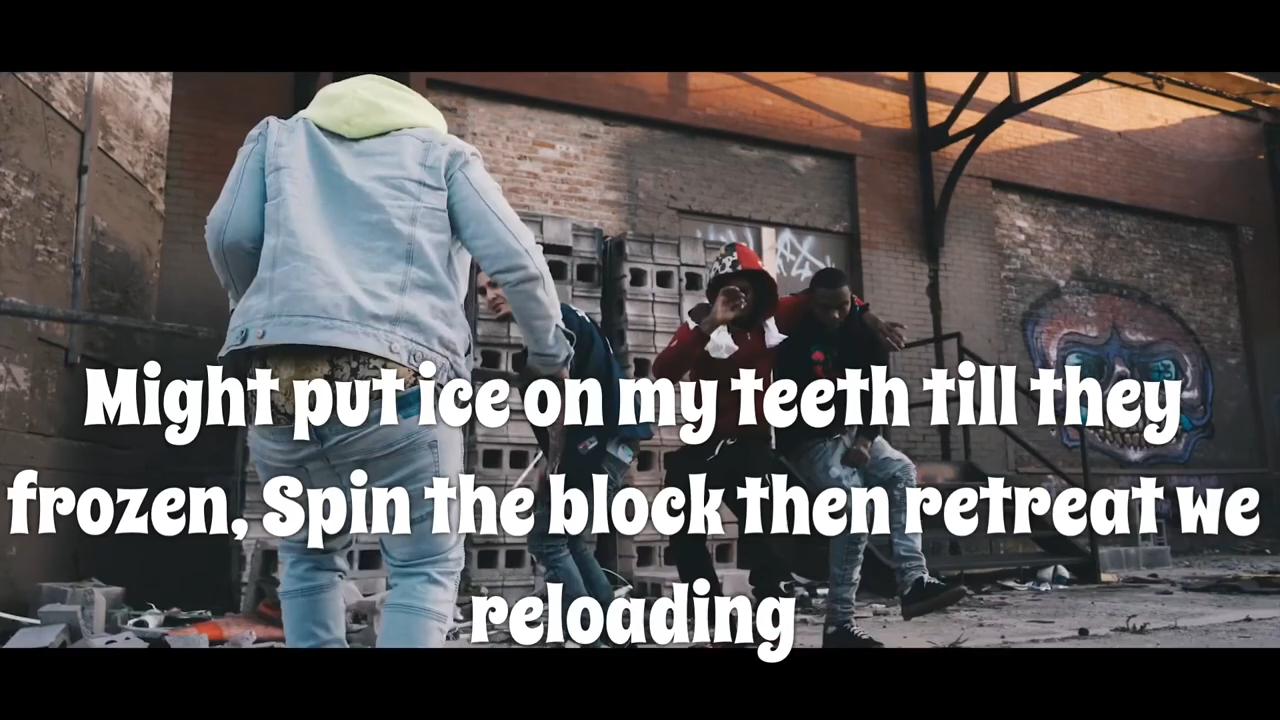 Might put ice on my teeth till they
frozen, Spin the block then retreat we
reloading